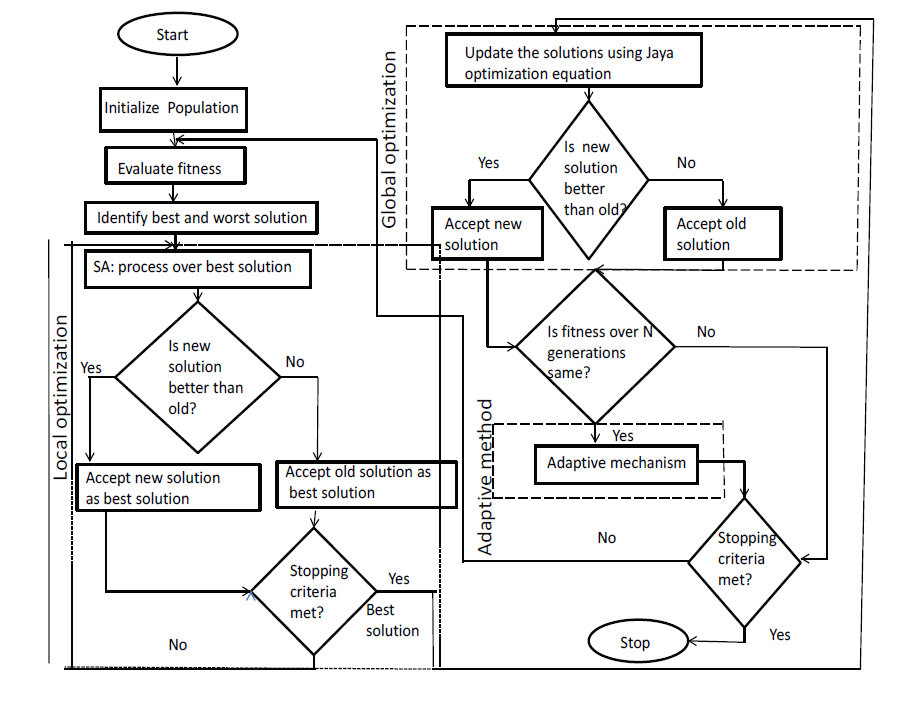 Start
Initialize Population
Evaluate fitness
Identify best and worst solution
Local optimization
SA: process over best solution
Is new
solution
better than
old?
Yes
No
Accept new solution
as best solution
Accept old solution as
best solution
Stopping
criteria
met?
Yes
Best
solution
No
Global optimization
Update the solutions using Jaya
optimization equation
Is new
solution
better
than old?
Yes
No
Accept new
solution
Accept old
solution
Is fitness over N
generations
same?
No
Yes
Adaptive method
Adaptive mechanism
Stopping
criteria
met?
No
Yes
Stop